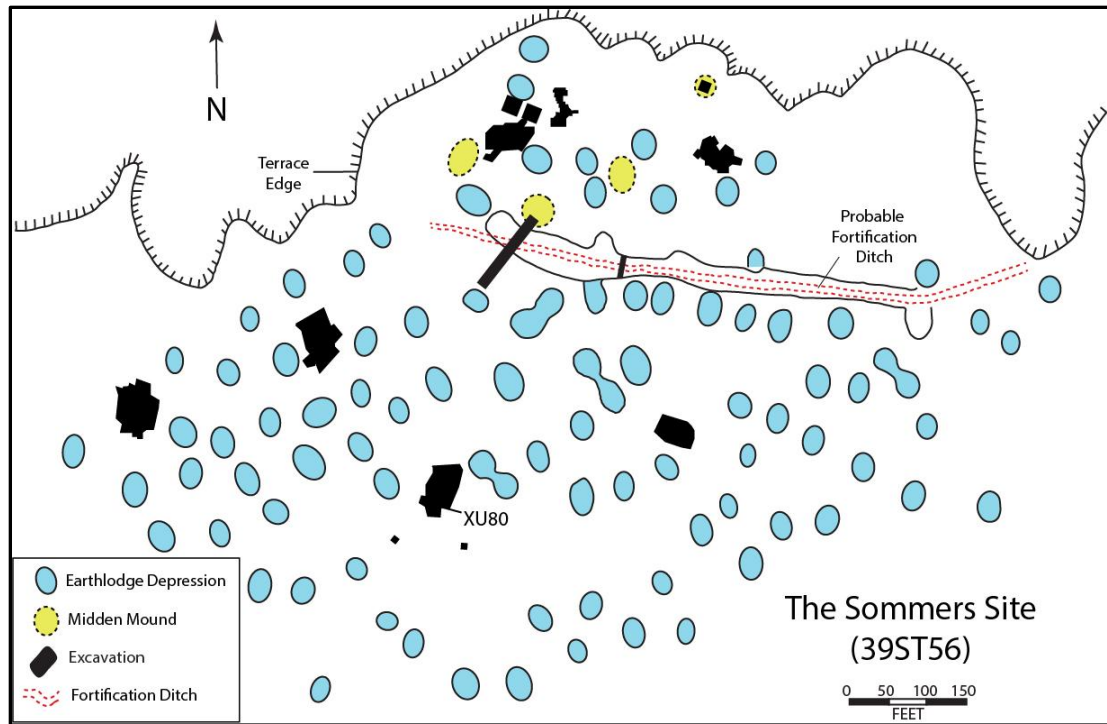 N
Terrace
Edge
Probable
Fortification
Ditch
XU80
Earthlodge Depression
Midden Mound
Excavation
Fortification Ditch
The Sommers Site
(39ST56)
0 50 100 150
FEET